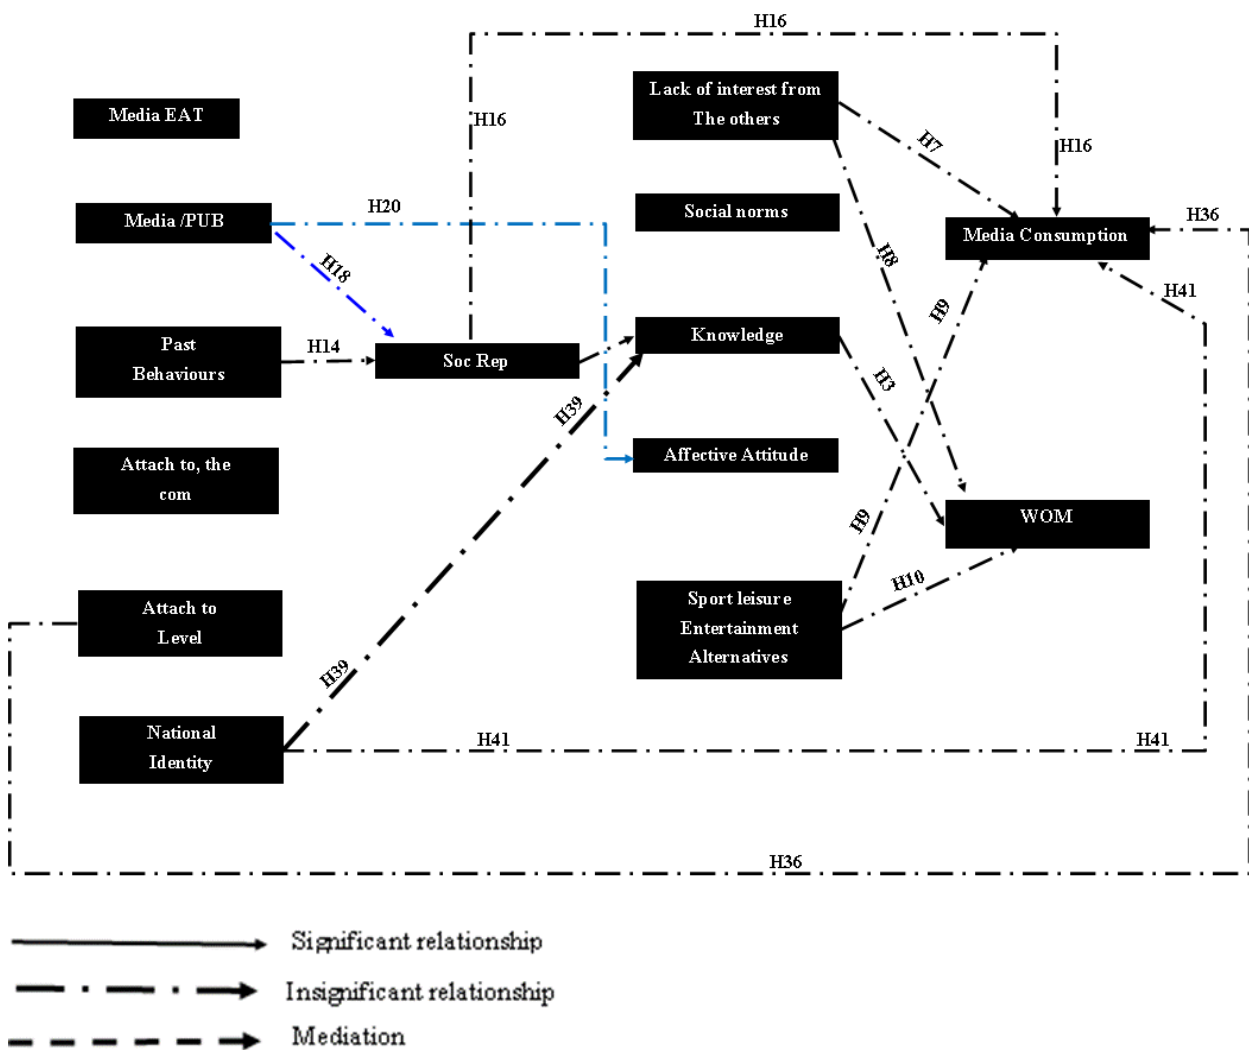 H16
Lack of interest from
The others
Media EAT
H16
H7
H16
Media /PUB
H20
Social norms
H36
Media Consumption
H8
H18
H41
H9
Past
Behaviours
H14
Soc Rep
Knowledge
H3
H39
Attach to, the
com
Affective Attitude
H9
WOM
H10
Attach to
Level
Sport leisure
Entertainment
Alternatives
H39
National
Identity
H41
H41
H36
Significant relationship
Insignificant relationship
Mediation